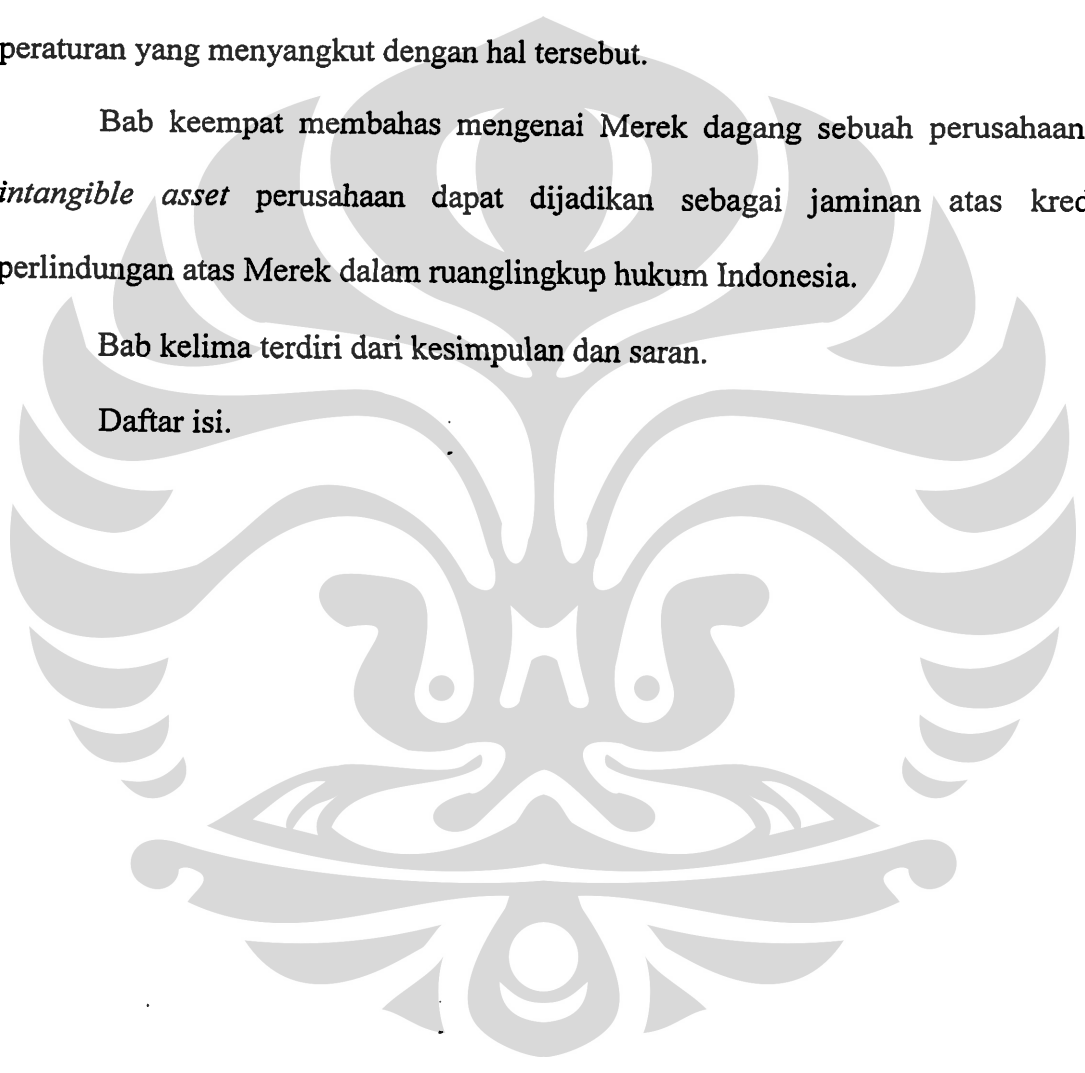 peraturan yang menyangkut dengan hal tersebut.
Bab keempat membahas mengenai Merek dagang sebuah perusahaan
intangible asset perusahaan dapat dijadikan sebagai jaminan atas
perlindungan atas Merek dalam ruanglingkup hukum Indonesia.
Bab kelima terdiri dari kesimpulan dan saran.
Daftar isi.